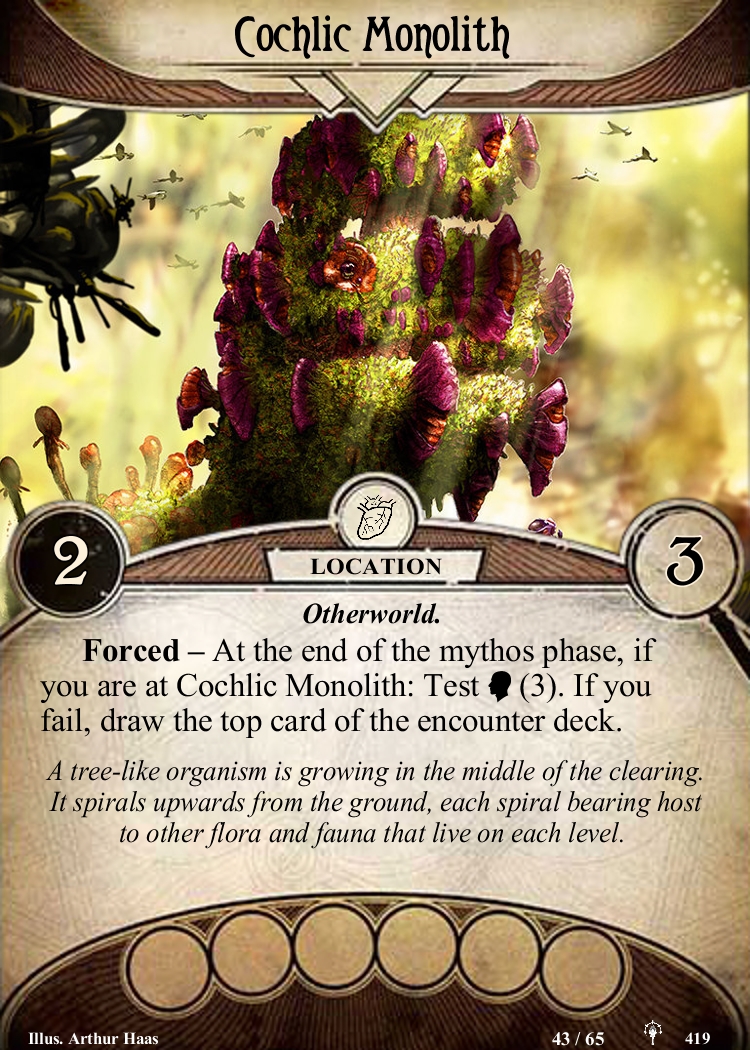 Cochlic Monolith
2
LOCATION
3
Otherworld.
Forced – At the end of the mythos phase, if
you are at Cochlic Monolith: Test (3). If you
fail, draw the top card of the encounter deck.
A tree-like organism is growing in the middle of the clearing.
It spirals upwards from the ground, each spiral bearing host
to other flora and fauna that live on each level.
Illus. Arthur Haas
43 / 65
419